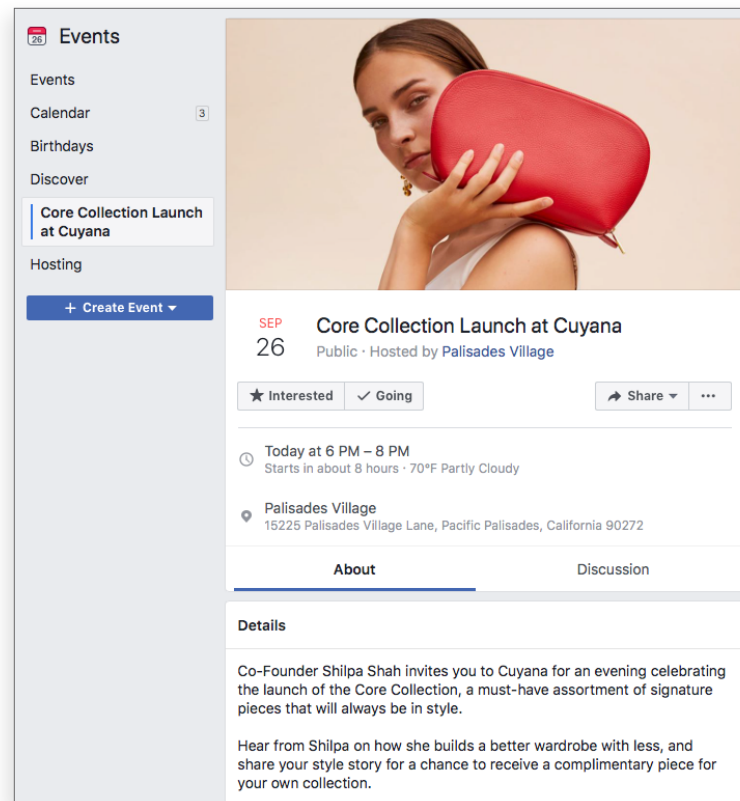 26
Events
Events
Calendar
3
Birthdays
Discover
Core Collection Launch
at Cuyana
Hosting
+ Create Event
SEP
26
Core Collection Launch at Cuyana
Public · Hosted by Palisades Village
Interested
Going
Share
Today at 6 PM – 8 PM
Starts in about 8 hours · 70°F Partly Cloudy
Palisades Village
15225 Palisades Village Lane, Pacific Palisades, California 90272
About
Discussion
Details
Co-Founder Shilpa Shah invites you to Cuyana for an evening celebrating
the launch of the Core Collection, a must-have assortment of signature
pieces that will always be in style.
Hear from Shilpa on how she builds a better wardrobe with less, and
share your style story for a chance to receive a complimentary piece for
your own collection.